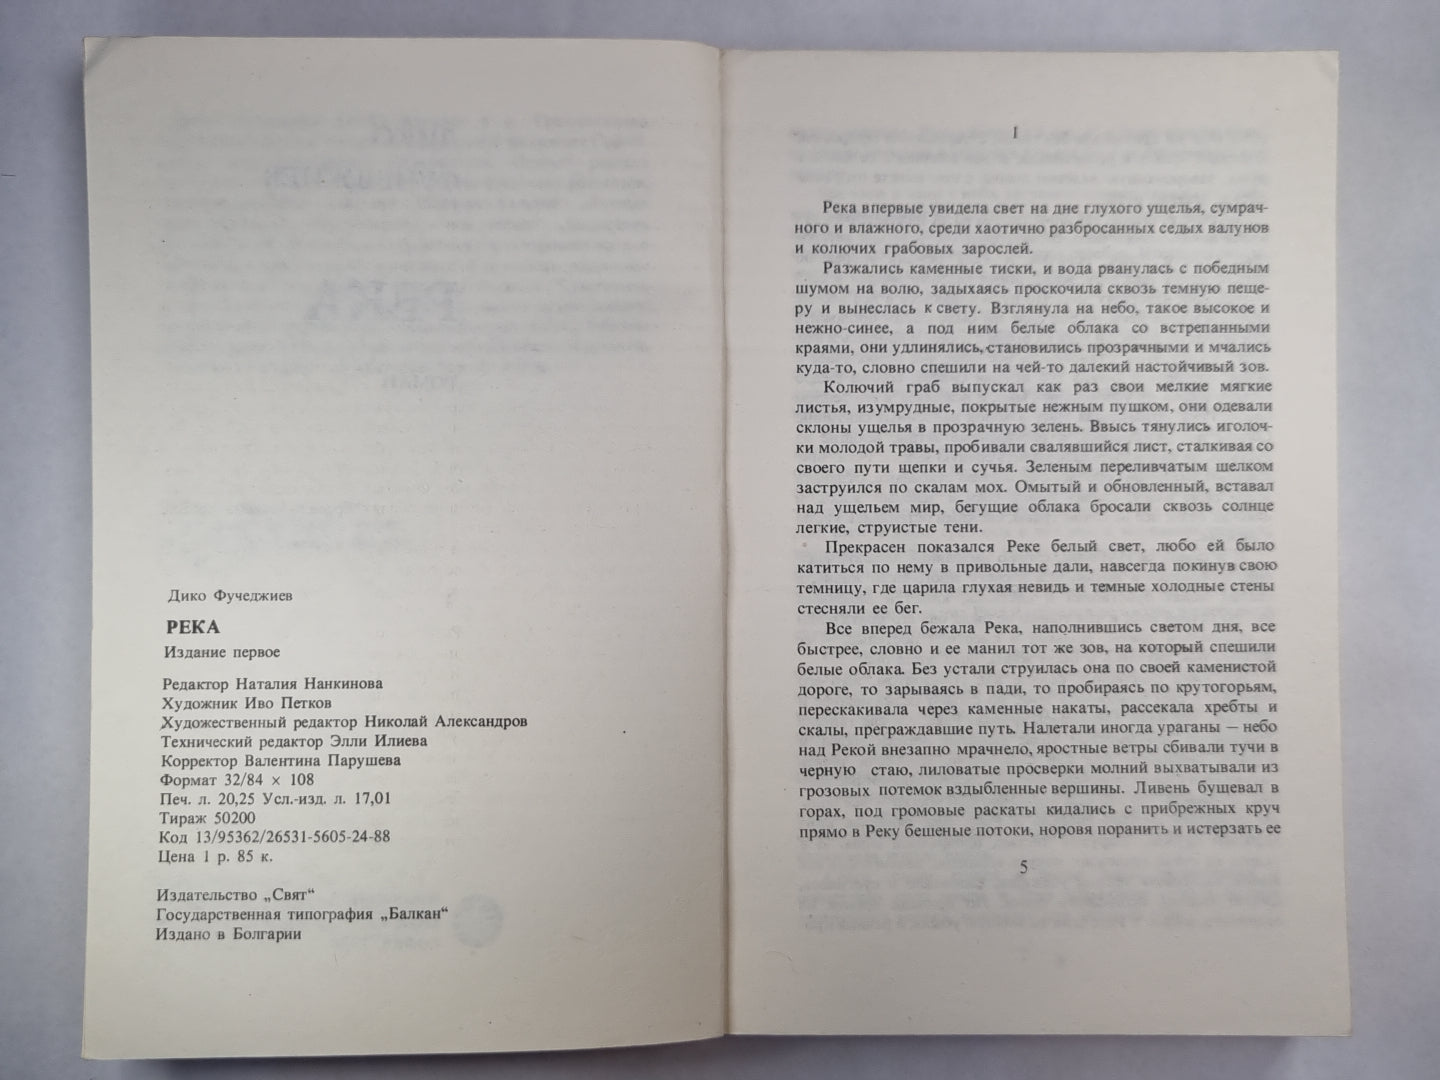 Дико Фучеджиев
РЕКА
Издание первое
Редактор Наталия Нанкинова
Художник Иво Петков
Художественный редактор Николай Александров
Технический редактор Элли Илиева
Корректор Валентина Парушева
Формат 32/84 × 108
Печ. л. 20,25 Усл.-изд. л. 17,01
Тираж 50200
Код 13/95362/26531-5605-24-88
Цена 1 р. 85 к.
Издательство „Свят“
Государственная типография „Балкан“
Издано в Болгарии
I
Река впервые увидела свет на дне глухого ущелья, сумрач-
ного и влажного, среди хаотично разбросанных седых валунов
и колючих грабовых зарослей.
Разжались каменные тиски, и вода рванулась с победным
шумом на волю, задыхаясь проскочила сквозь темную пеще-
ру и вынеслась к свету. Взглянула на небо, такое высокое и
нежно-синее, а под ним белые облака со встрепанными
краями, они удлинялись, становились прозрачными и мчались
куда-то, словно спешили на чей-то далекий настойчивый зов.
Колючий граб выпускал как раз свои мелкие мягкие
листья, изумрудные, покрытые нежным пушком, они одевали
склоны ущелья в прозрачную зелень. Ввысь тянулись иголоч-
ки молодой травы, пробивали свалявшийся лист, сталкивая со
своего пути щепки и сучья. Зеленым переливчатым шелком
заструился по скалам мох. Омытый и обновленный, вставал
над ущельем мир, бегущие облака бросали сквозь солнце
легкие, струистые тени.
Прекрасен показался Реке белый свет, любо ей было
катиться по нему в привольные дали, навсегда покинув свою
темницу, где царила глухая невидь и темные холодные стены
стесняли ее бег.
Все вперед бежала Река, наполнившись светом дня, все
быстрее, словно и ее манил тот же зов, на который спешили
белые облака. Без устали струилась она по своей каменистой
дороге, то зарываясь в пади, то пробираясь по крутогорьям,
перескакивала через каменные накаты, рассекала хребты и
скалы, преграждавшие путь. Налетали иногда ураганы — небо
над Рекой внезапно мрачнело, яростные ветры сбивали тучи в
черную стаю, лиловатые просверки молний выхватывали из
грозовых потемок вздыбленные вершины. Ливень бушевал в
горах, под громовые раскаты кидались с прибрежных круч
прямо в Реку бешеные потоки, норовя поранить и истерзать ее
5